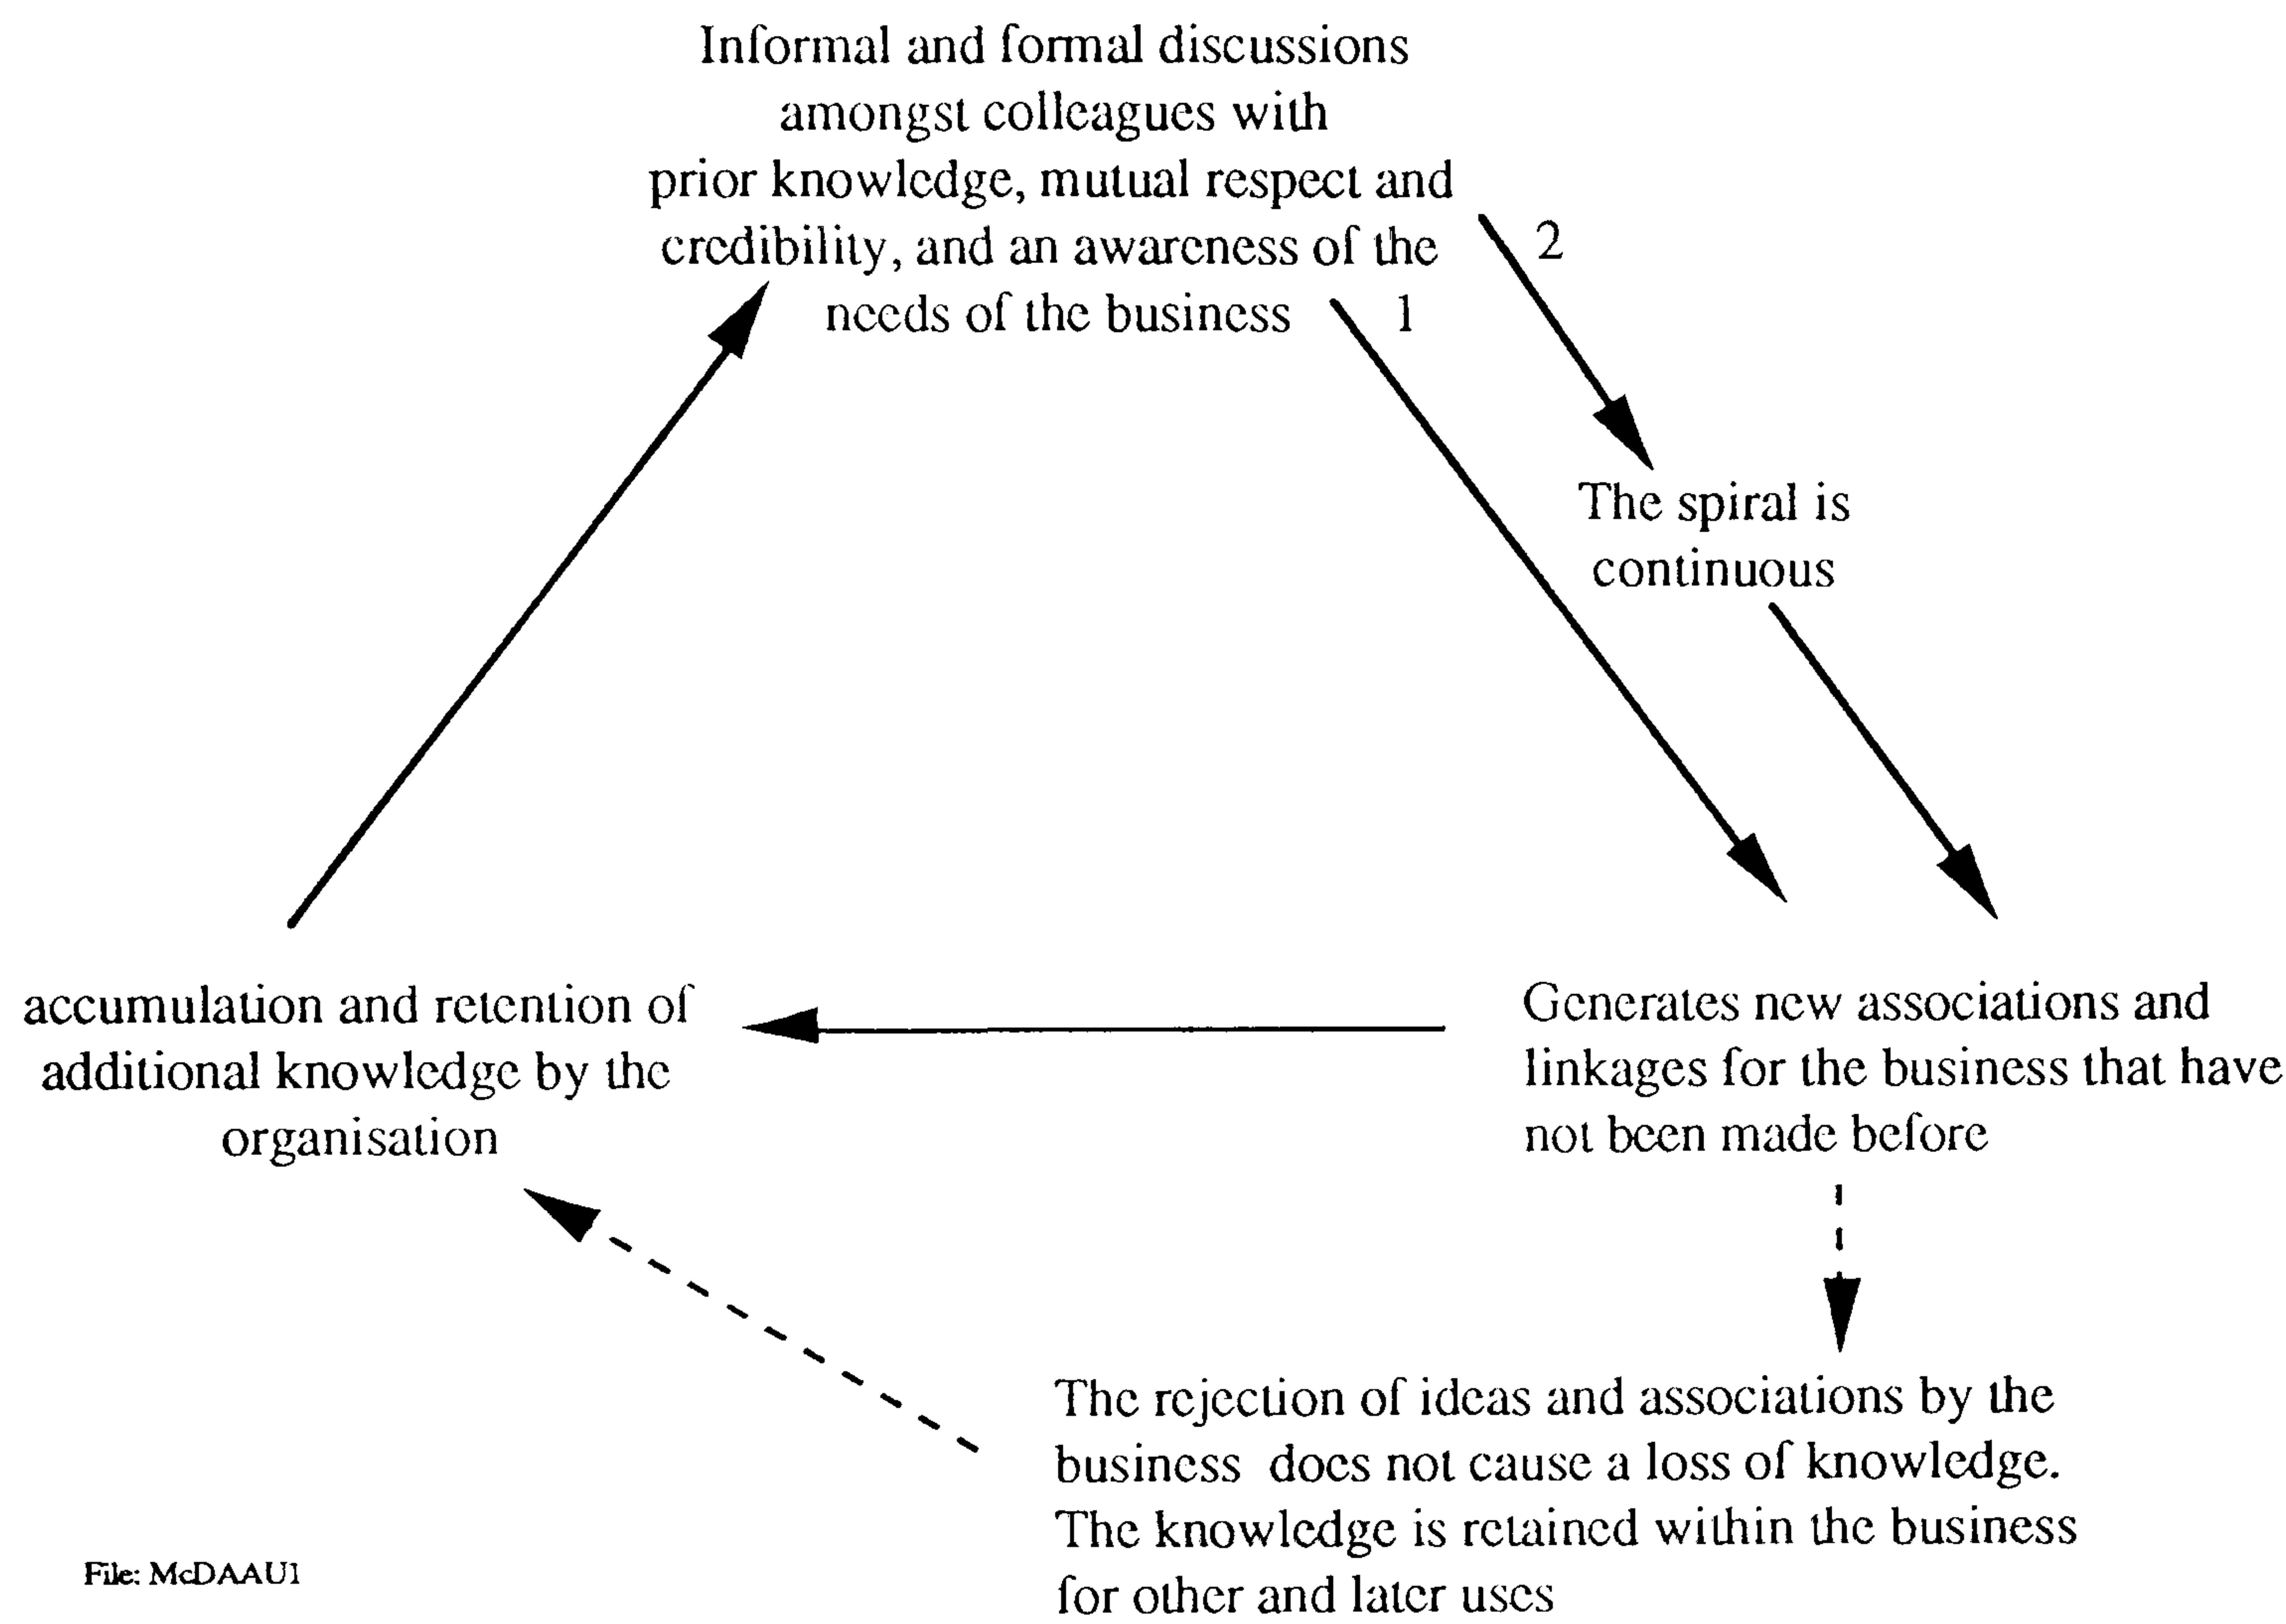 Informal and formal discussions
amongst colleagues with
prior knowledge, mutual respect and
credibility, and an awareness of the
needs of the business
2
1
The spiral is
continuous
accumulation and retention of
additional knowledge by the
organisation
Generates new associations and
linkages for the business that have
not been made before
The rejection of ideas and associations by the
business does not cause a loss of knowledge.
The knowledge is retained within the business
for other and later uses
File: McDAAU1